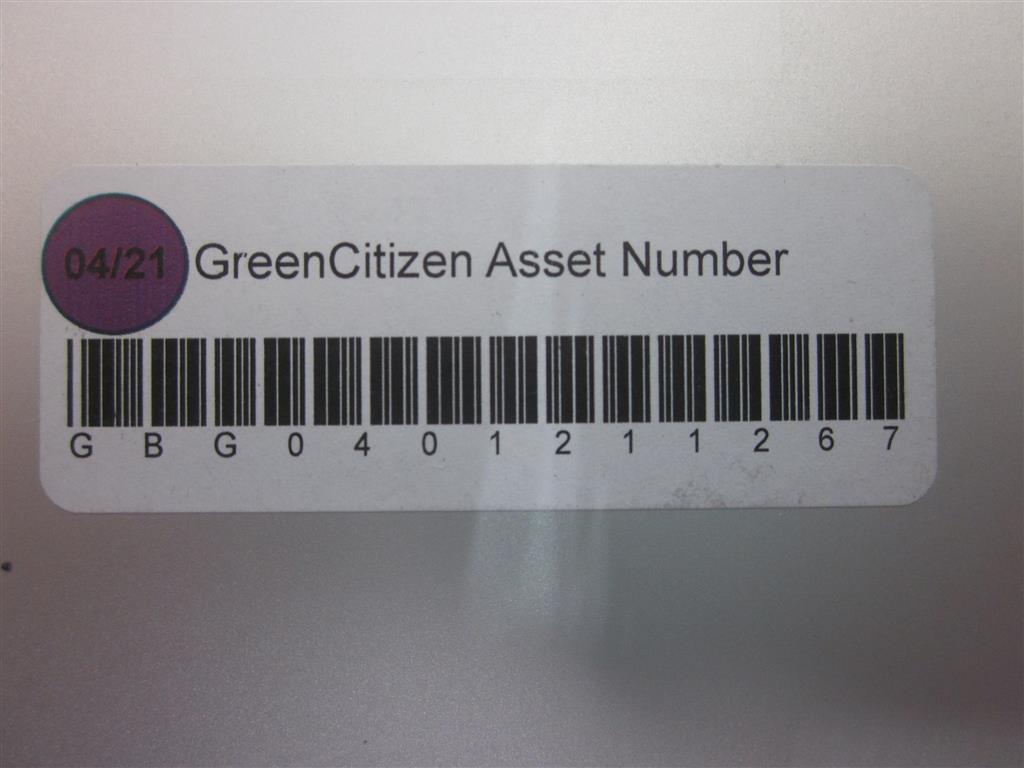 04/21 GreenCitizen Asset Number
G B G 0 4 0 1 2 1 1 2 6 7